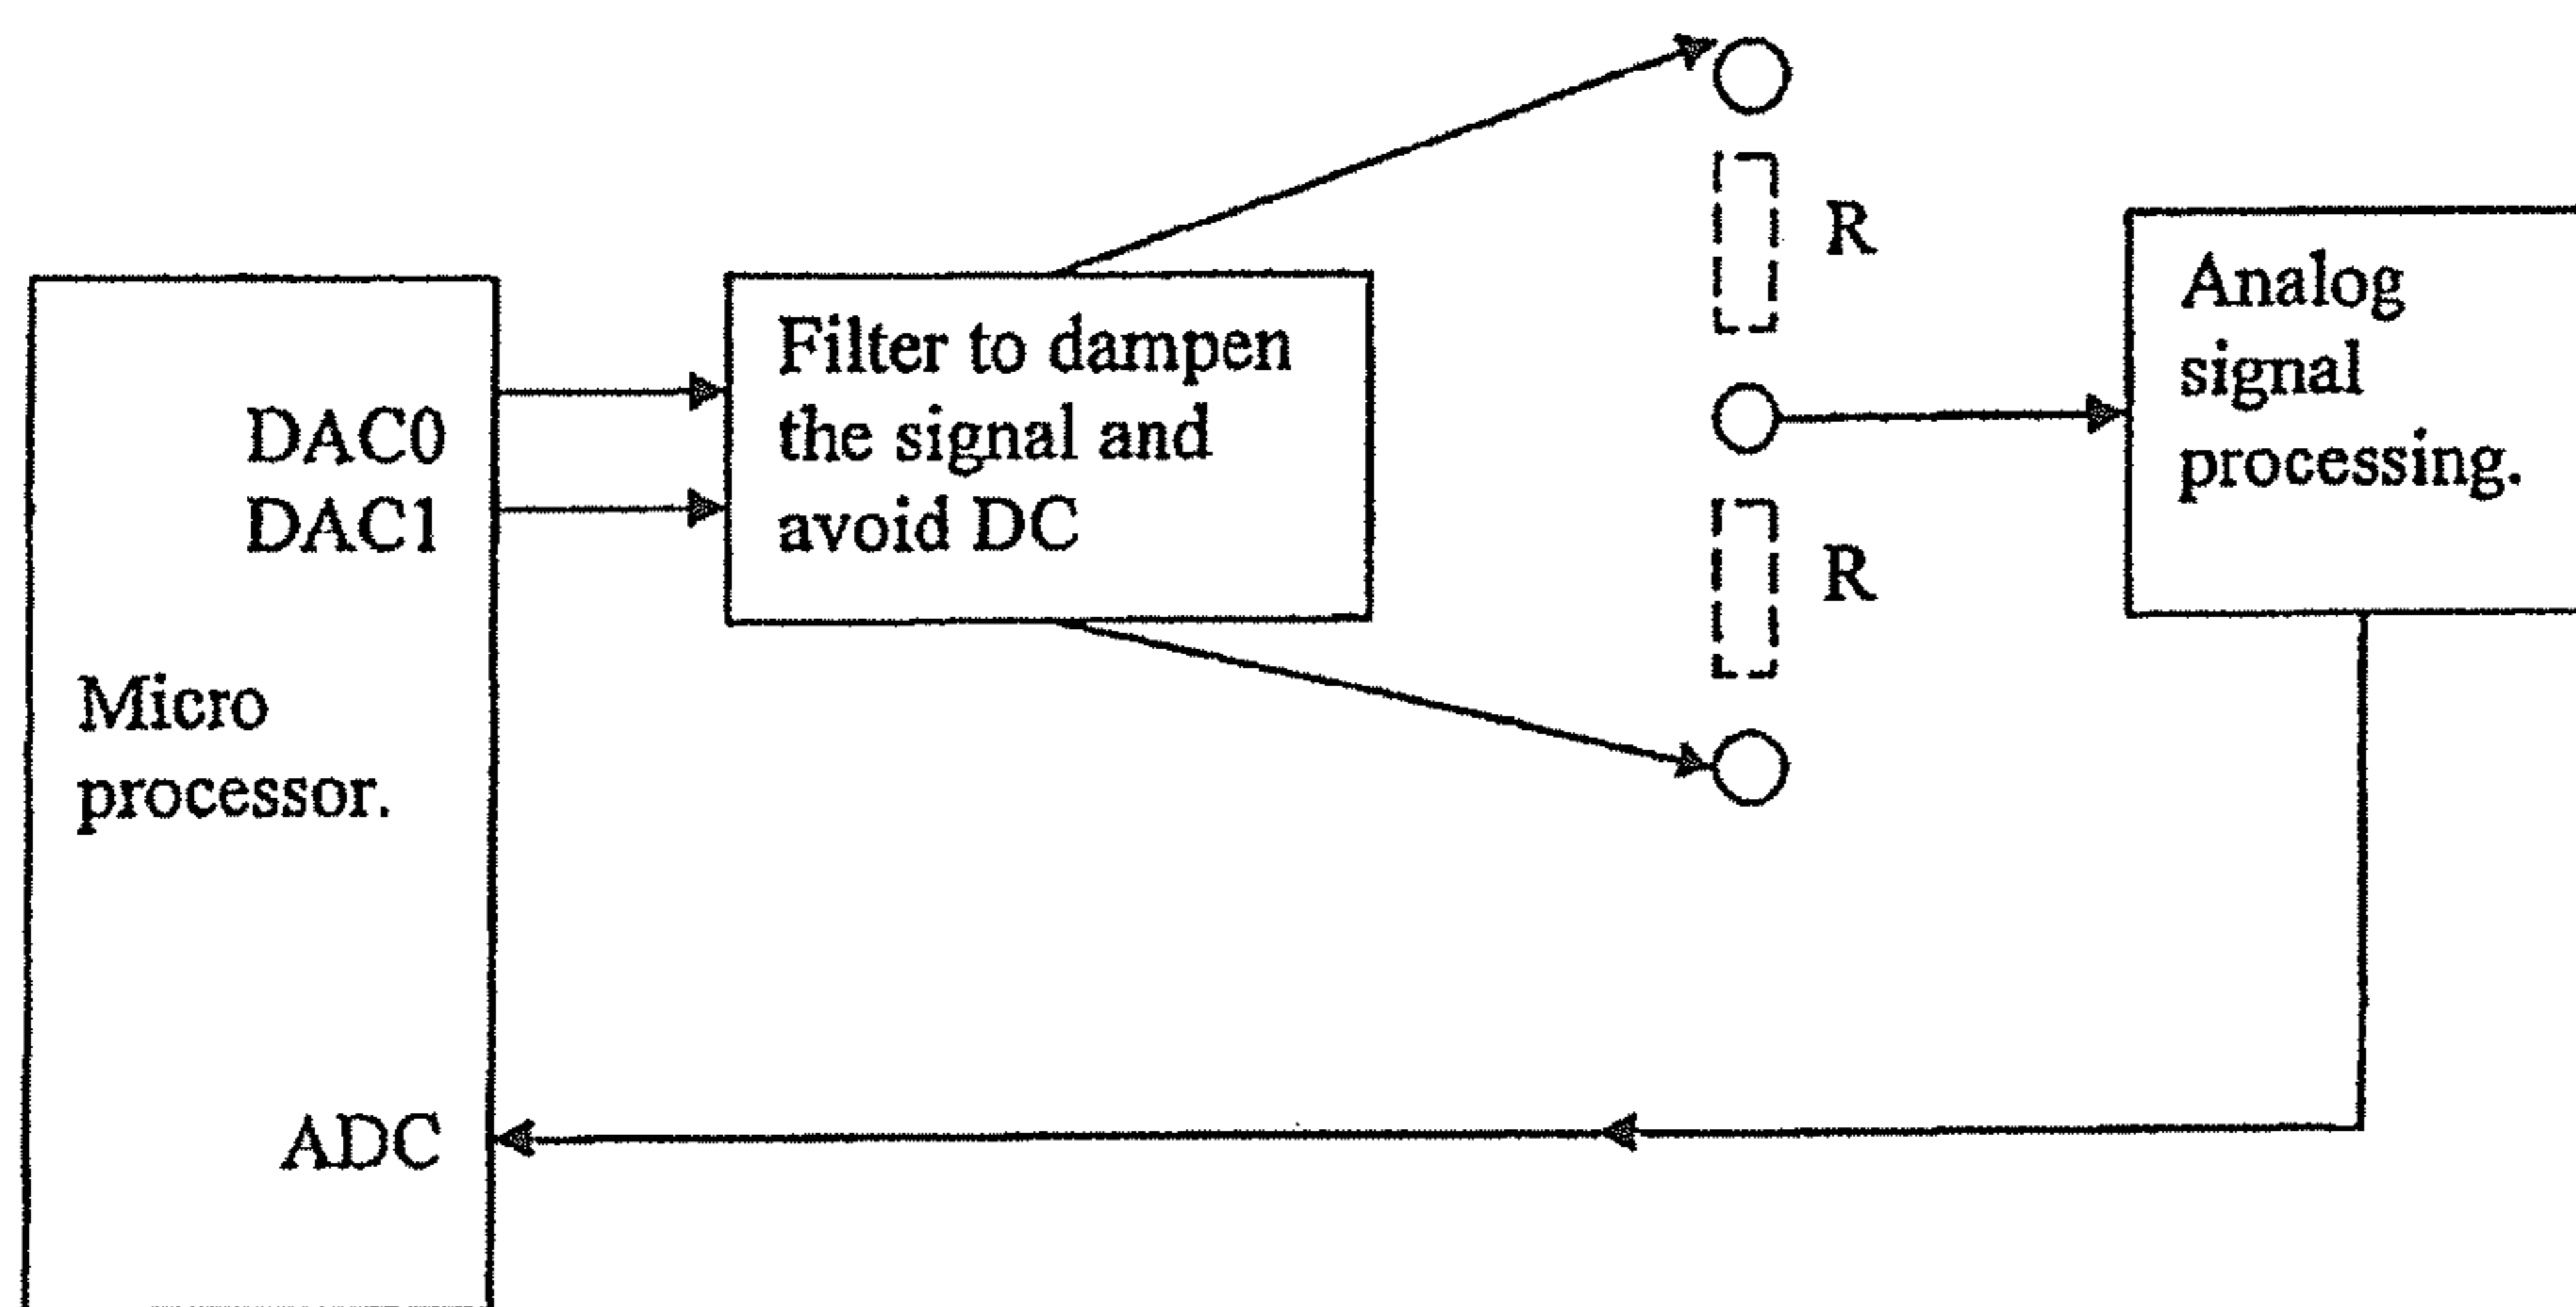 DAC0
DAC1
Micro
processor.
ADC
Filter to dampen
the signal and
avoid DC
R
R
Analog
signal
processing.